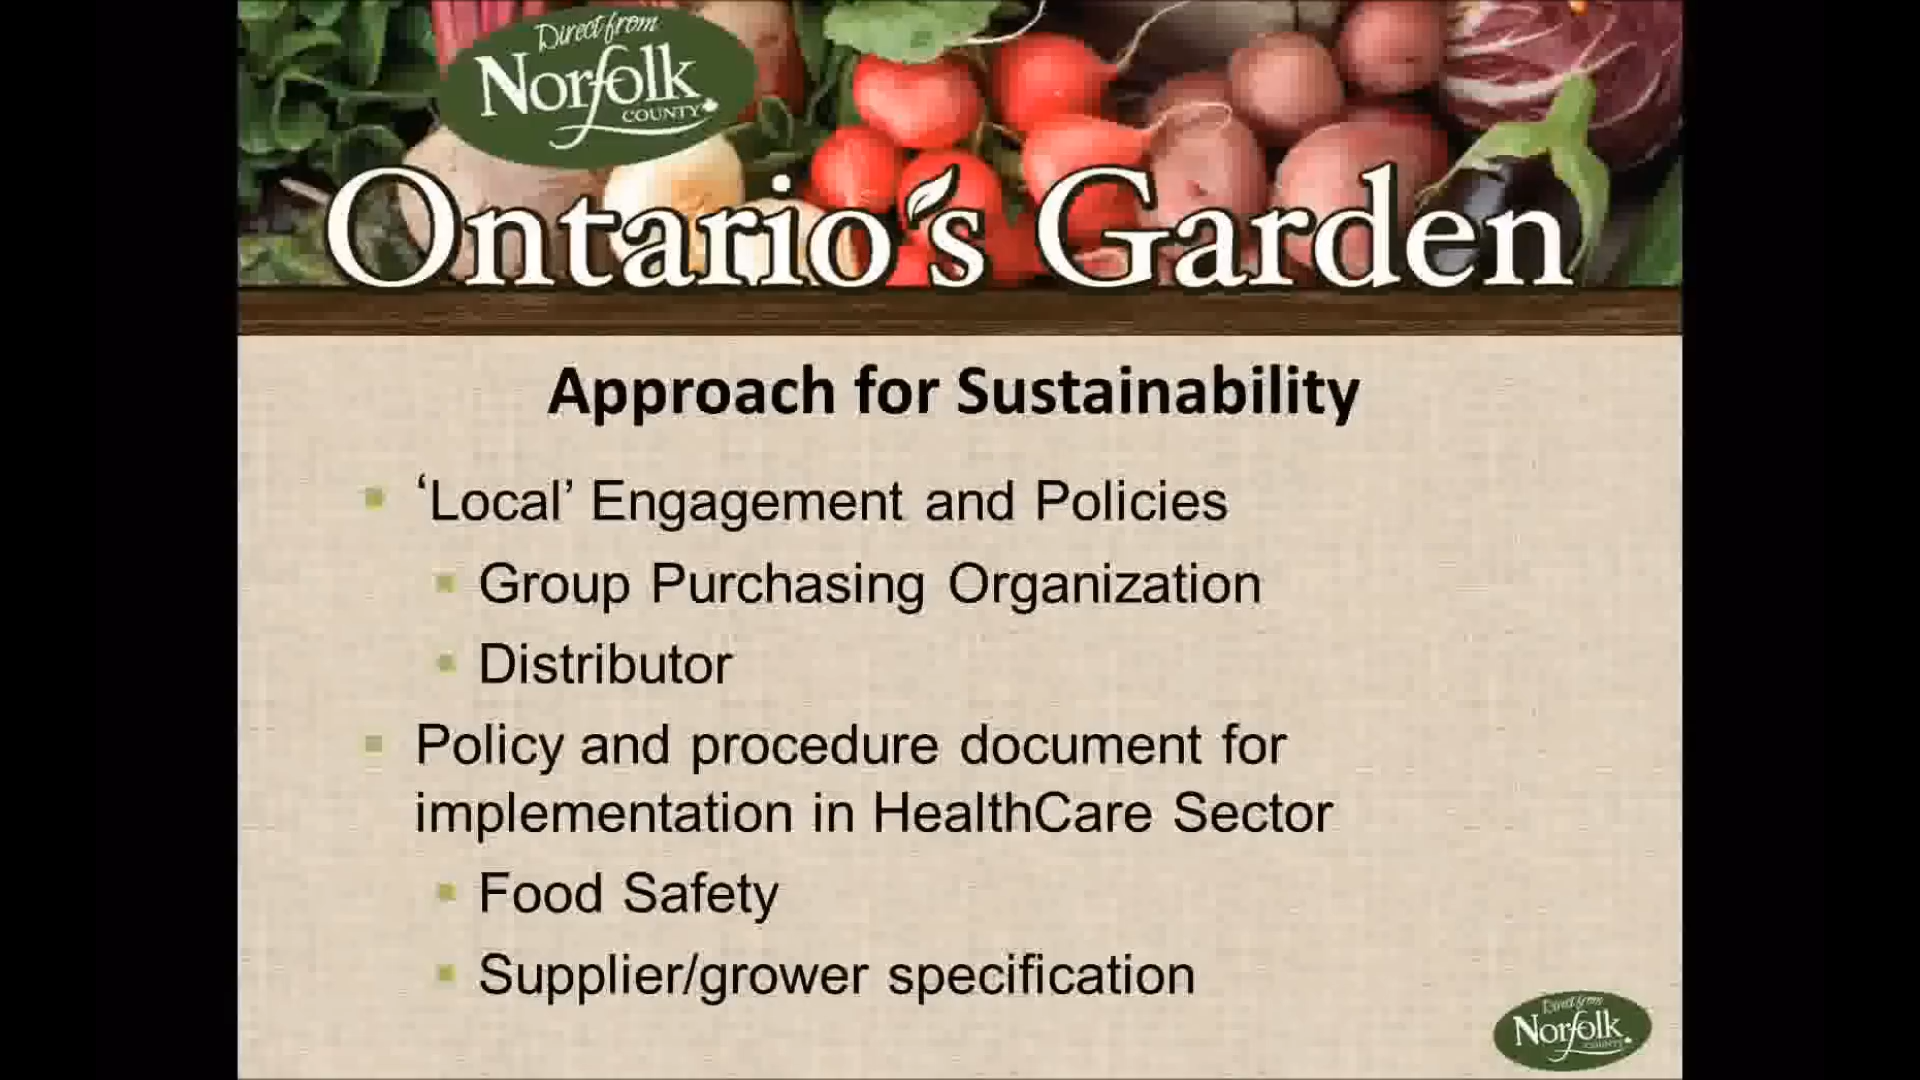 Direct from
Norfolk
COUNTY
Ontario's Garden
Approach for Sustainability
‘Local’ Engagement and Policies
Group Purchasing Organization
Distributor
Policy and procedure document for
implementation in HealthCare Sector
Food Safety
Supplier/grower specification
Direct from
Norfolk
COUNTY